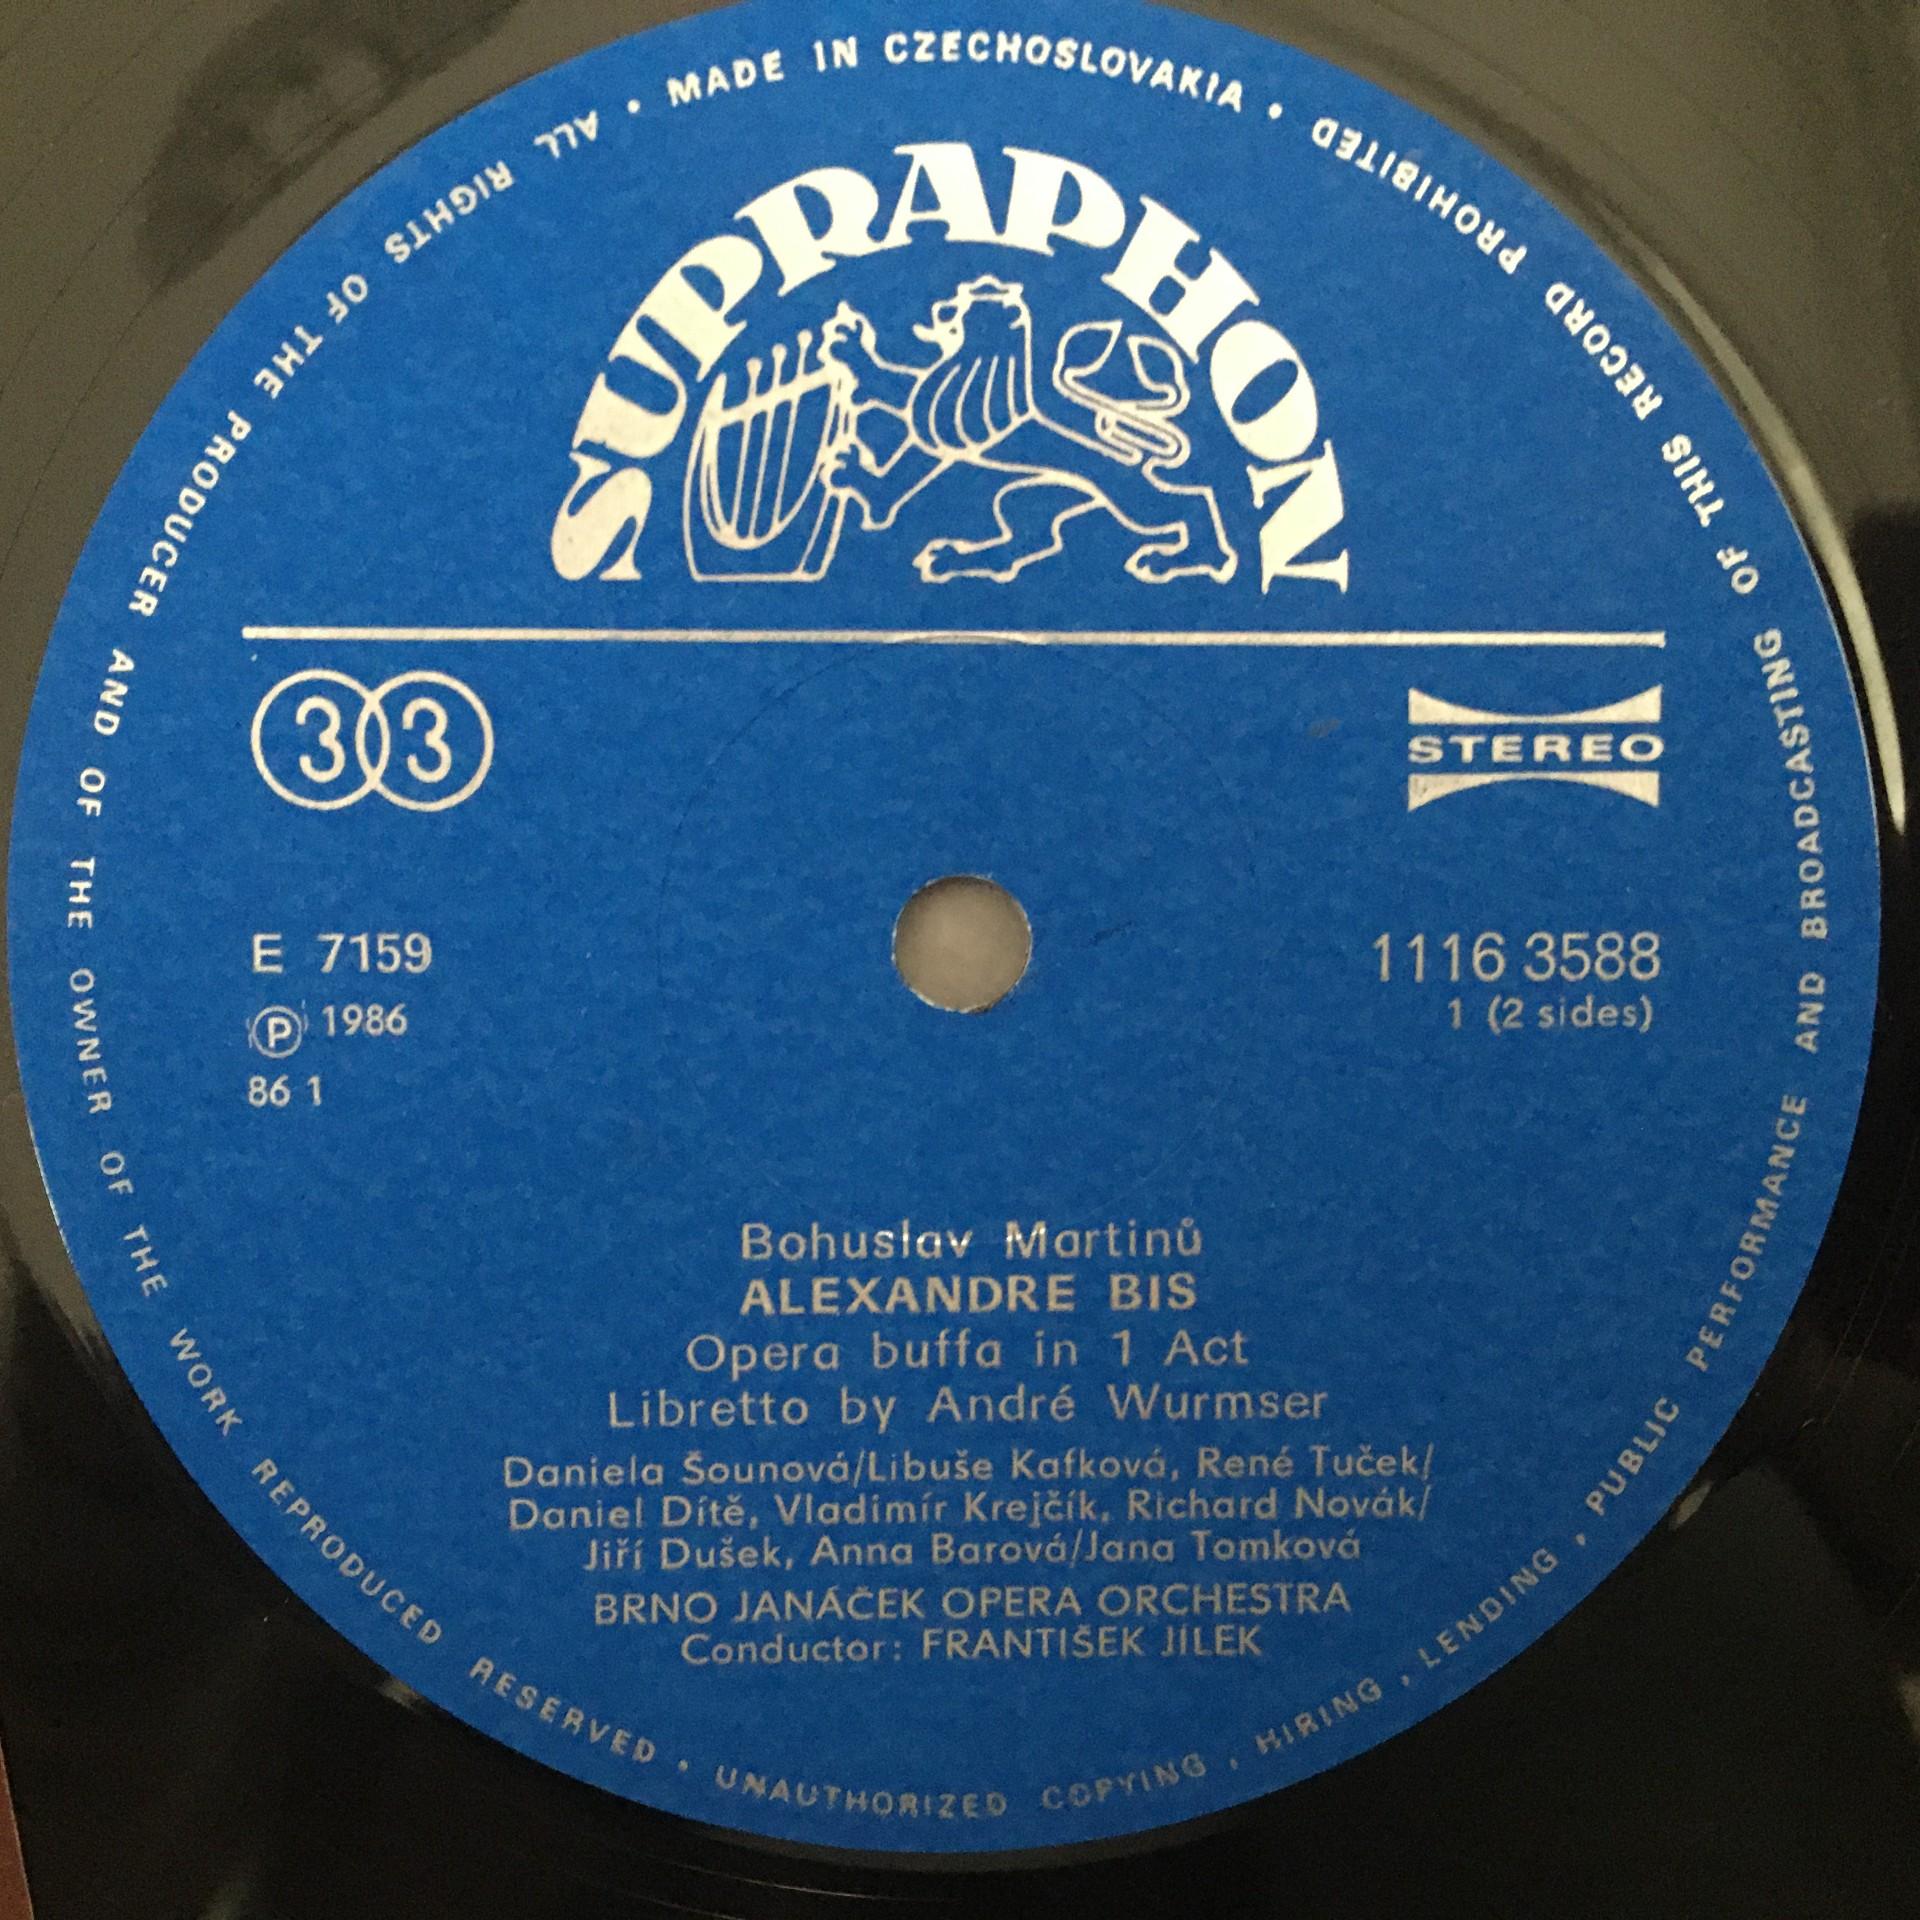 • MADE IN CZECHOSLOVAKIA •
ALL RIGHTS OF THE PRODUCER AND OF THE OWNER OF THE WORK REPRODUCED RESERVED • UNAUTHORIZED COPYING , HIRING , LENDING , PUBLIC PERFORMANCE AND BROADCASTING OF THIS RECORD PROHIBITED
SUPRAPHON
33
STEREO
E 7159
Ⓟ 1986
86 1
1116 3588
1 (2 sides)
Bohuslav Martinů
ALEXANDRE BIS
Opera buffa in 1 Act
Libretto by André Wurmser
Daniela Šounová/Libuše Kafková, René Tuček/
Daniel Dítě, Vladimír Krejčík, Richard Novák/
Jiří Dušek, Anna Barová/Jana Tomková
BRNO JANÁČEK OPERA ORCHESTRA
Conductor: FRANTIŠEK JÍLEK